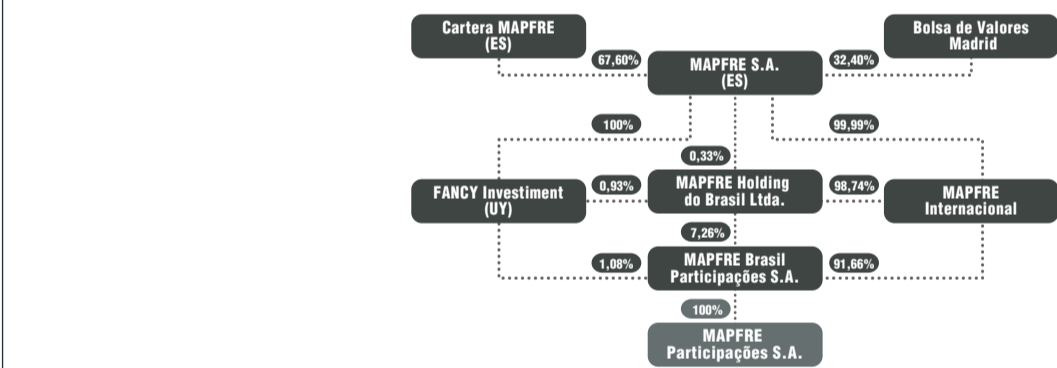 Cartera MAPFRE
(ES)
Bolsa de Valores
Madrid
67,60%
MAPFRE S.A.
(ES)
32,40%
100%
99,99%
0,33%
FANCY Investiment
(UY)
0,93%
MAPFRE Holding
do Brasil Ltda.
98,74%
MAPFRE
Internacional
7,26%
1,08%
MAPFRE Brasil
Participações S.A.
91,66%
100%
MAPFRE
Participações S.A.